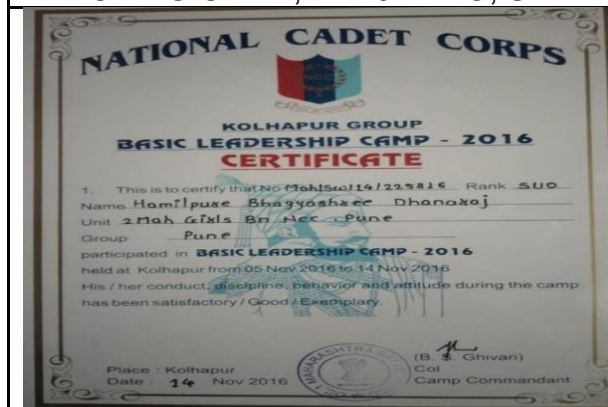 NATIONAL CADET CORPS
NCC
KOLHAPUR GROUP
BASIC LEADERSHIP CAMP - 2016
CERTIFICATE
1. This is to certify that No Mah/SW/14/225816 Rank SUO
Name Hamilpure Bhagyashree Dhanaraj
Unit 2 Mah Girls Bn Ncc, Pune
Group Pune
participated in BASIC LEADERSHIP CAMP - 2016
held at Kolhapur from 05 Nov 2016 to 14 Nov 2016
His / her conduct, discipline, behavior and attitude during the camp
has been satisfactory / Good / Exemplary.
(B. S. Ghivari)
Place : Kolhapur
Col
Date : 14 Nov 2016
Camp Commandant
MAHARASHTRA